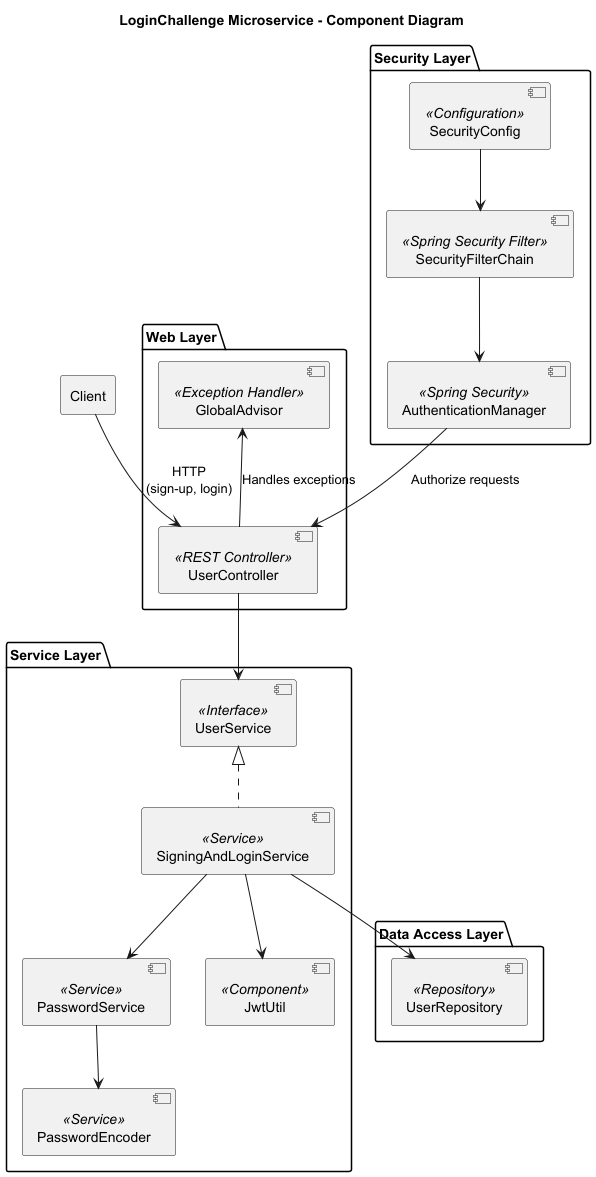 LoginChallenge Microservice - Component Diagram
Security Layer
«Configuration»
SecurityConfig
«Spring Security Filter»
SecurityFilterChain
«Spring Security»
AuthenticationManager
Web Layer
«Exception Handler»
GlobalAdvisor
Client
HTTP
(sign-up, login)
Handles exceptions
Authorize requests
«REST Controller»
UserController
Service Layer
«Interface»
UserService
«Service»
SigningAndLoginService
Data Access Layer
«Service»
PasswordService
«Component»
JwtUtil
«Repository»
UserRepository
«Service»
PasswordEncoder